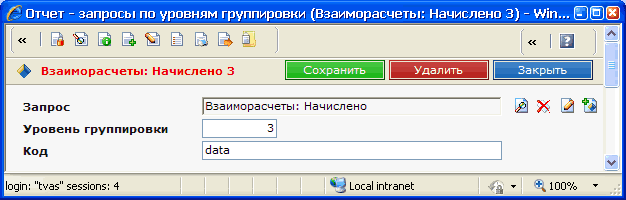 Отчет - запросы по уровням группировки (Взаиморасчеты: Начислено 3) - Win...
« «  ?
Взаиморасчеты: Начислено 3 Сохранить Удалить Закрыть
Запрос Взаиморасчеты: Начислено
Уровень группировки 3
Код data
login: "tvas" sessions: 4 Local intranet 100%